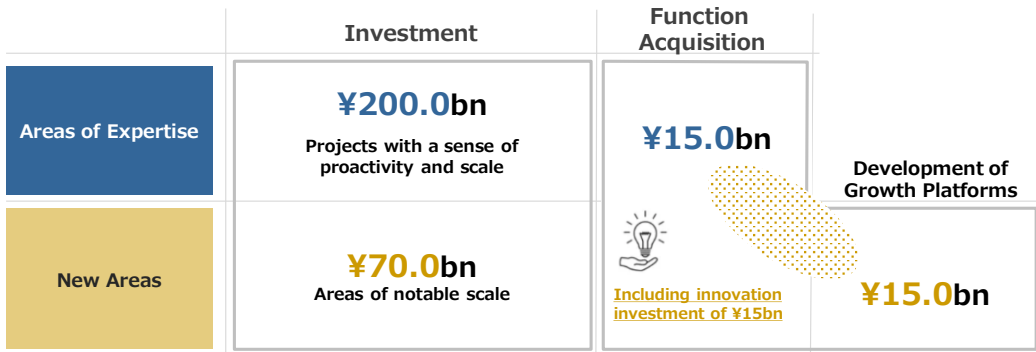 Investment
Function
Acquisition
Areas of Expertise
¥200.0bn
Projects with a sense of
proactivity and scale
¥15.0bn
Development of
Growth Platforms
New Areas
¥70.0bn
Areas of notable scale
Including innovation
investment of ¥15bn
¥15.0bn